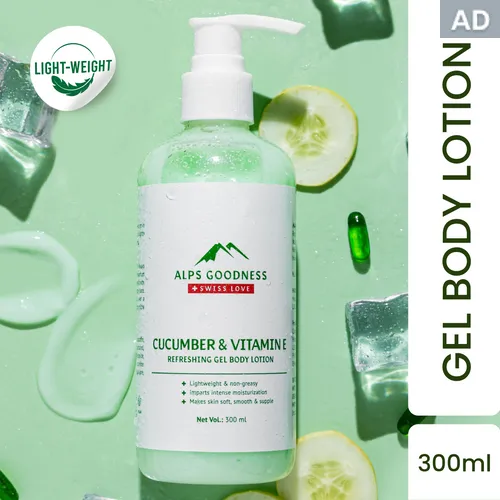 AD
LIGHT-WEIGHT
ALPS GOODNESS
SWISS LOVE
CUCUMBER & VITAMIN E
REFRESHING GEL BODY LOTION
Lightweight & non-greasy
Imparts intense moisturization
Makes skin soft, smooth & supple
Net Vol.: 300 ml
GEL BODY LOTION
300ml